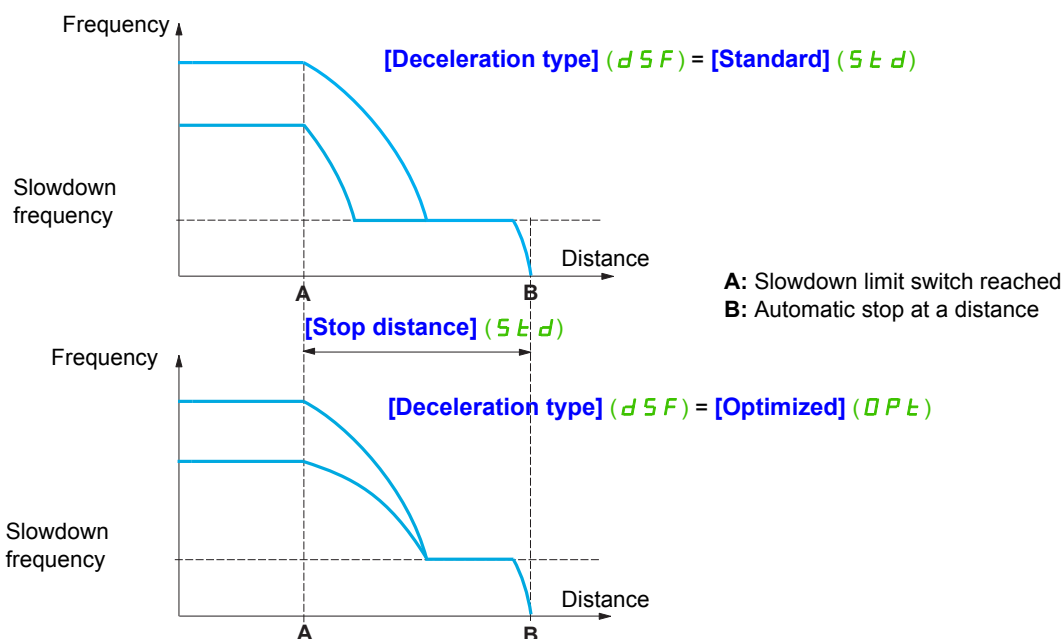 Frequency
[Deceleration type] (dSF) = [Standard] (Std)
Slowdown
frequency
Distance
A B
A: Slowdown limit switch reached
B: Automatic stop at a distance
[Stop distance] (Std)
Frequency
[Deceleration type] (dSF) = [Optimized] (OPt)
Slowdown
frequency
Distance
A B